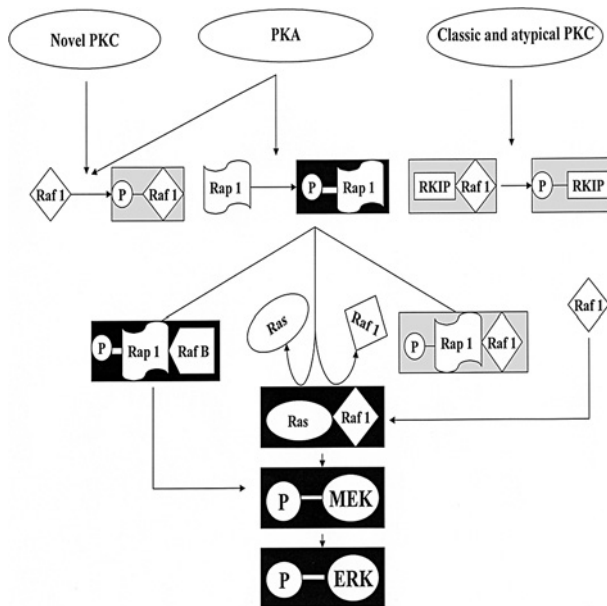 Novel PKC
PKA
Classic and atypical PKC
Raf 1
P
Raf 1
Rap 1
P
Rap 1
RKIP
Raf 1
P
RKIP
Ras
Raf 1
Raf 1
P
Rap 1
Raf B
P
Rap 1
Raf 1
Ras
Raf 1
P
MEK
P
ERK